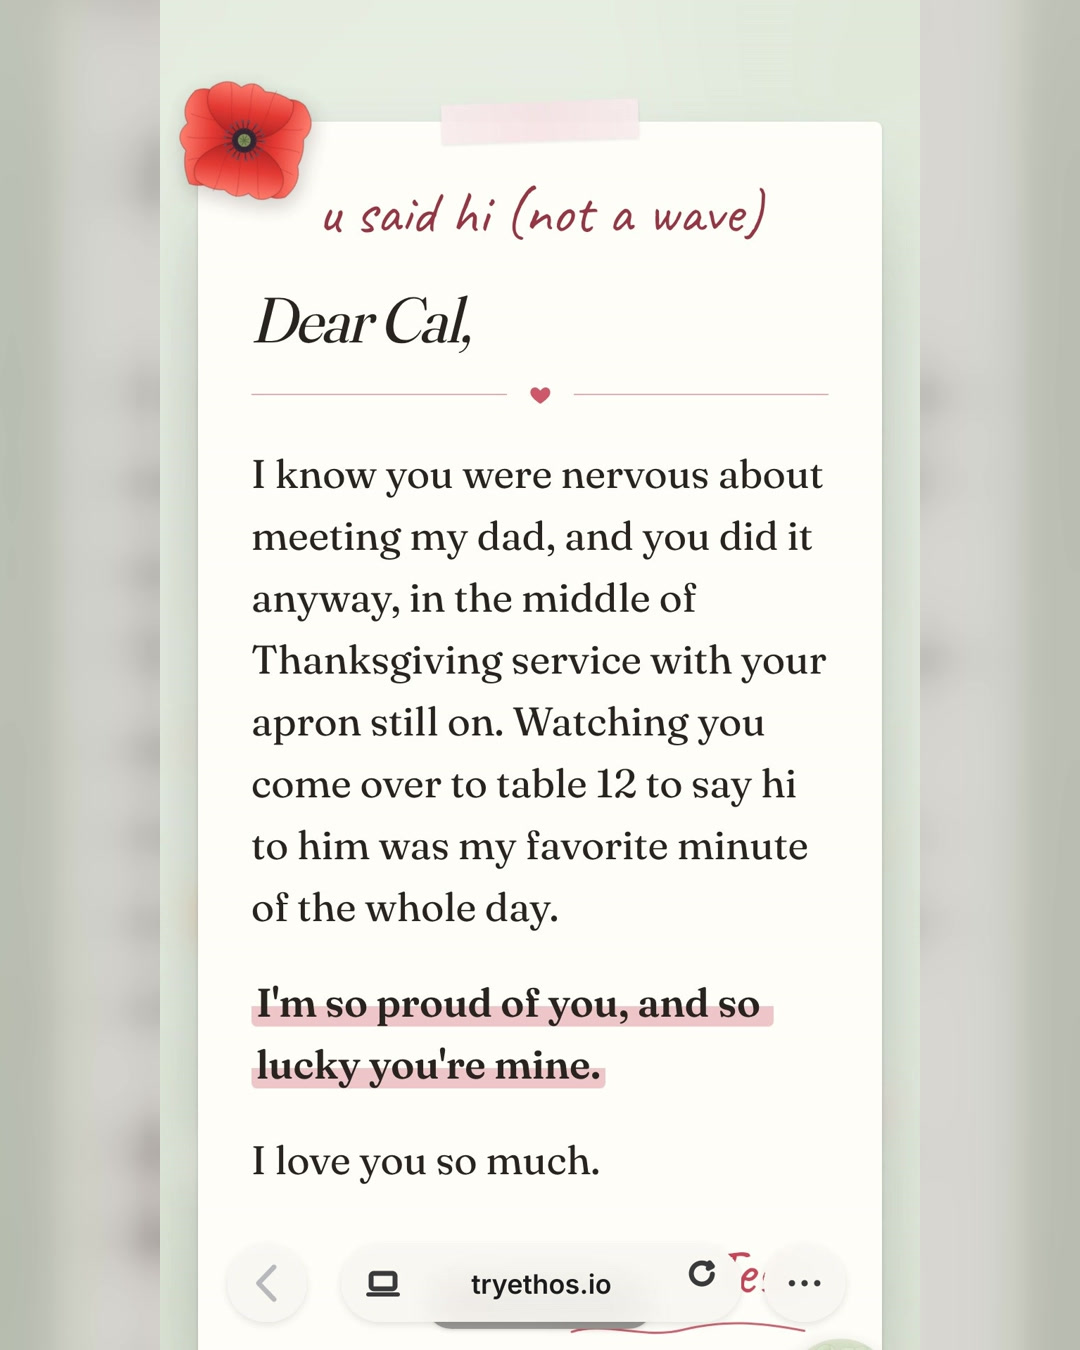 u said hi (not a wave)
Dear Cal,
I know you were nervous about
meeting my dad, and you did it
anyway, in the middle of
Thanksgiving service with your
apron still on. Watching you
come over to table 12 to say hi
to him was my favorite minute
of the whole day.
I'm so proud of you, and so
lucky you're mine.
I love you so much.
tryethos.io